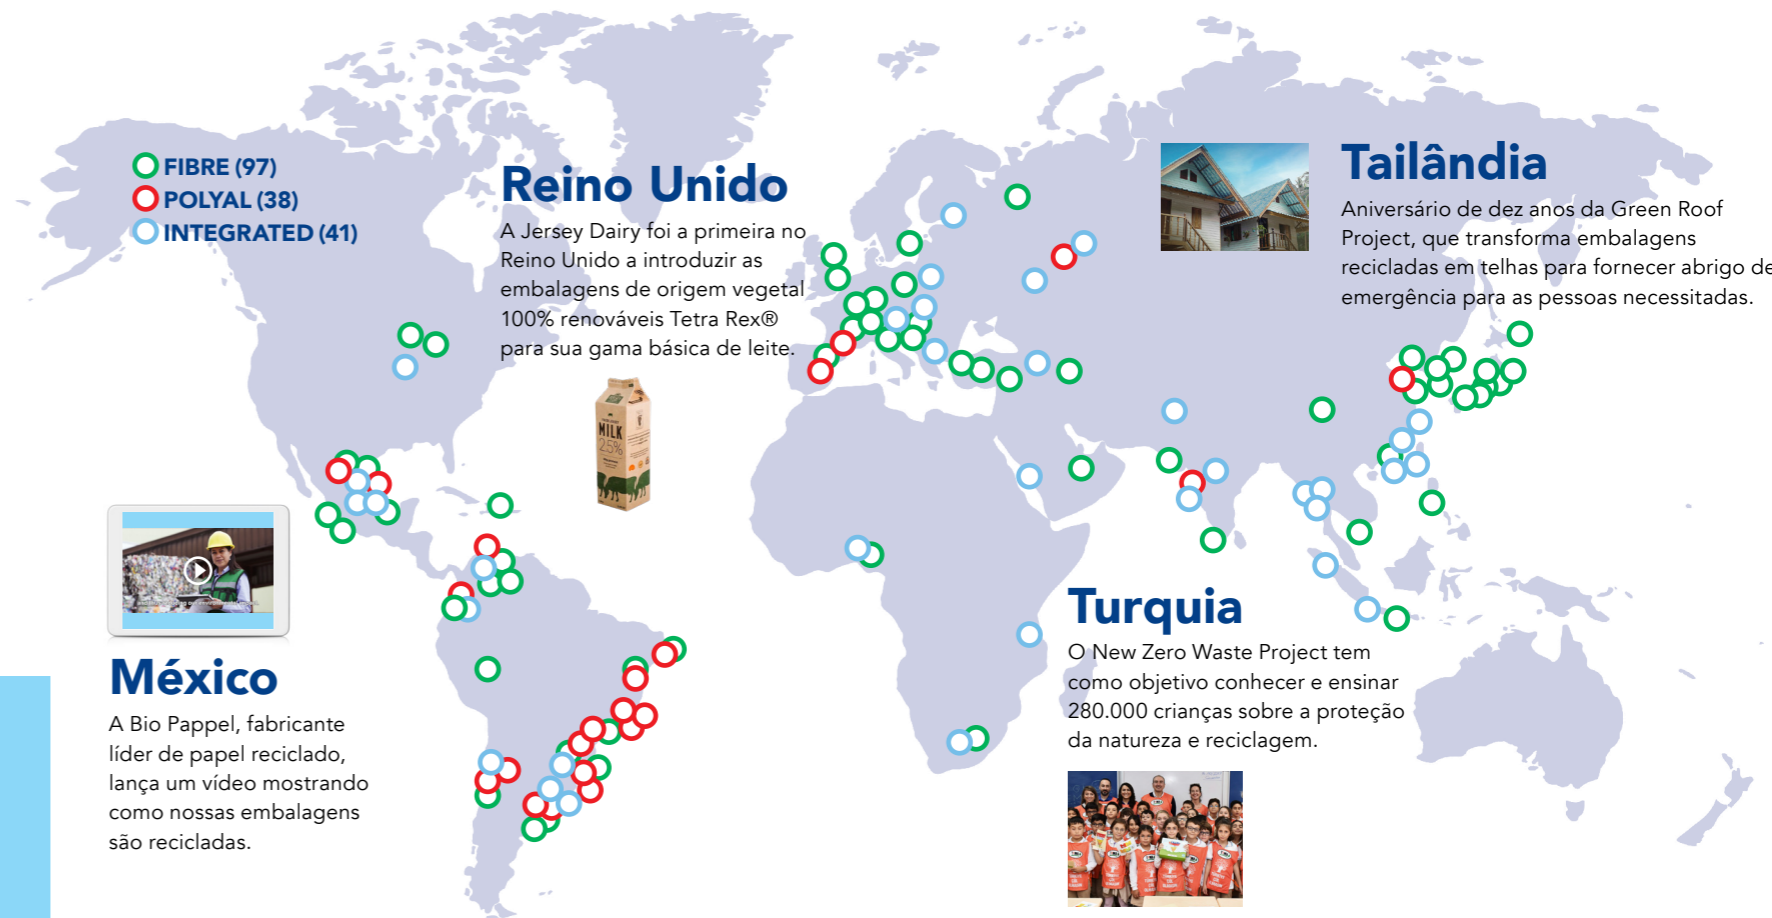 FIBRE (97)
POLYAL (38)
INTEGRATED (41)
Reino Unido
A Jersey Dairy foi a primeira no
Reino Unido a introduzir as
embalagens de origem vegetal
100% renováveis Tetra Rex®
para sua gama básica de leite.
MILK
2.5%
Tailândia
Aniversário de dez anos da Green Roof
Project, que transforma embalagens
recicladas em telhas para fornecer abrigo de
emergência para as pessoas necessitadas.
México
A Bio Pappel, fabricante
líder de papel reciclado,
lança um vídeo mostrando
como nossas embalagens
são recicladas.
Turquia
O New Zero Waste Project tem
como objetivo conhecer e ensinar
280.000 crianças sobre a proteção
da natureza e reciclagem.